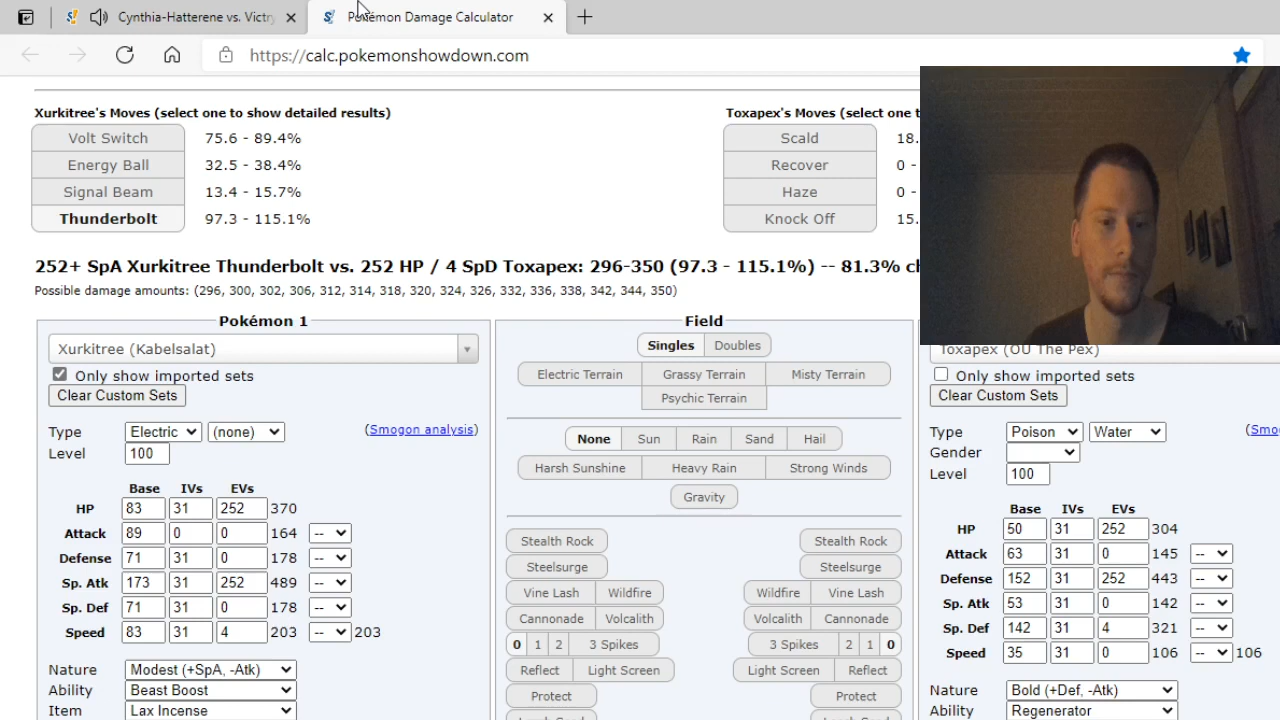 Cynthia-Hatterene vs. Victry
Pokémon Damage Calculator
https://calc.pokemonshowdown.com
Xurkitree's Moves (select one to show detailed results)
Toxapex's Moves (select one t
Volt Switch 75.6 - 89.4%
Scald 18.
Energy Ball 32.5 - 38.4%
Recover 0 -
Signal Beam 13.4 - 15.7%
Haze 0 -
Thunderbolt 97.3 - 115.1%
Knock Off 15.
252+ SpA Xurkitree Thunderbolt vs. 252 HP / 4 SpD Toxapex: 296-350 (97.3 - 115.1%) -- 81.3% c
Possible damage amounts: (296, 300, 302, 306, 312, 314, 318, 320, 324, 326, 332, 336, 338, 342, 344, 350)
Pokémon 1
Xurkitree (Kabelsalat)
Only show imported sets
Clear Custom Sets
Type Electric (none) (Smogon analysis)
Level 100
Base IVs EVs
HP 83 31 252 370
Attack 89 0 0 164 --
Defense 71 31 0 178 --
Sp. Atk 173 31 252 489 --
Sp. Def 71 31 0 178 --
Speed 83 31 4 203 -- 203
Nature Modest (+SpA, -Atk)
Ability Beast Boost
Item Lax Incense
Field
Singles Doubles
Electric Terrain Grassy Terrain Misty Terrain
Psychic Terrain
None Sun Rain Sand Hail
Harsh Sunshine Heavy Rain Strong Winds
Gravity
Stealth Rock Stealth Rock
Steelsurge Steelsurge
Vine Lash Wildfire Wildfire Vine Lash
Cannonade Volcalith Volcalith Cannonade
0 1 2 3 Spikes 3 Spikes 2 1 0
Reflect Light Screen Light Screen Reflect
Protect Protect
Toxapex (OU The Pex)
Only show imported sets
Clear Custom Sets
Type Poison Water (Smo
Gender
Level 100
Base IVs EVs
HP 50 31 252 304
Attack 63 31 0 145 --
Defense 152 31 252 443 --
Sp. Atk 53 31 0 142 --
Sp. Def 142 31 4 321 --
Speed 35 31 0 106 -- 106
Nature Bold (+Def, -Atk)
Ability Regenerator